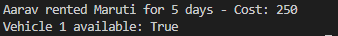 Aarav rented Maruti for 5 days - Cost: 250
Vehicle 1 available: True